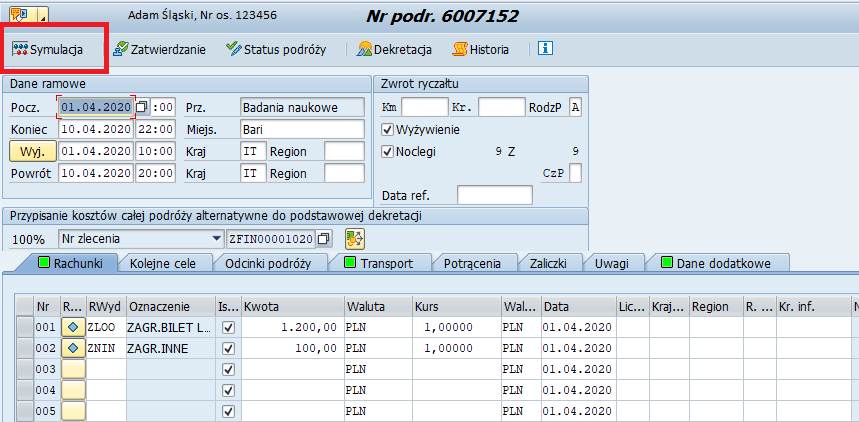 Adam Śląski, Nr os. 123456 Nr podr. 6007152
Symulacja Zatwierdzanie Status podróży Dekretacja Historia
Dane ramowe Zwrot ryczałtu
Pocz. 01.04.2020 :00 Prz. Badania naukowe Km Kr. RodzP A
Koniec 10.04.2020 22:00 Miejs. Bari Wyżywienie
Wyj. 01.04.2020 10:00 Kraj IT Region Noclegi 9 Z 9
Powrót 10.04.2020 20:00 Kraj IT Region CzP
Data ref.
Przypisanie kosztów całej podróży alternatywne do podstawowej dekretacji
100% Nr zlecenia ZFIN00001020
Rachunki Kolejne cele Odcinki podróży Transport Potrącenia Zaliczki Uwagi Dane dodatkowe
Nr R... RWyd Oznaczenie Is... Kwota Waluta Kurs Wal... Data Lic... Kraj... Region R. ... Kr. inf. N
001 ZLOO ZAGR.BILET L... 1.200,00 PLN 1,00000 PLN 01.04.2020
002 ZNIN ZAGR.INNE 100,00 PLN 1,00000 PLN 01.04.2020
003 PLN PLN 01.04.2020
004 PLN PLN 01.04.2020
005 PLN PLN 01.04.2020